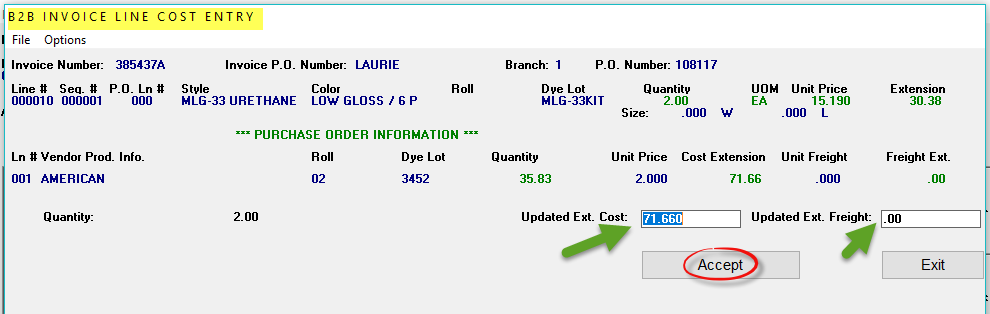 B2B INVOICE LINE COST ENTRY
File Options
Invoice Number: 385437A Invoice P.O. Number: LAURIE Branch: 1 P.O. Number: 108117
Line # Seq. # P.O. Ln # Style Color Roll Dye Lot Quantity UOM Unit Price Extension
000010 000001 000 MLG-33 URETHANE LOW GLOSS / 6 P MLG-33KIT 2.00 EA 15.190 30.38
Size: .000 W .000 L
*** PURCHASE ORDER INFORMATION ***
Ln # Vendor Prod. Info. Roll Dye Lot Quantity Unit Price Cost Extension Unit Freight Freight Ext.
001 AMERICAN 02 3452 35.83 2.000 71.66 .000 .00
Quantity: 2.00 Updated Ext. Cost: 71.660 Updated Ext. Freight: .00
Accept Exit